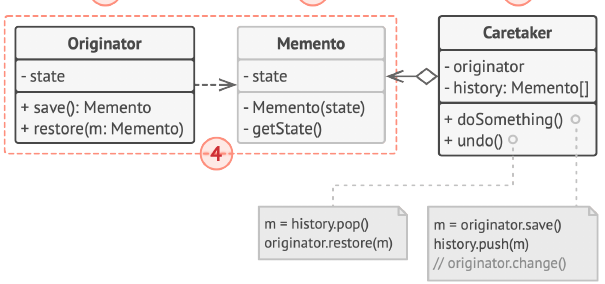 Originator
- state
+ save(): Memento
+ restore(m: Memento)
Memento
- state
- Memento(state)
- getState()
Caretaker
- originator
- history: Memento[]
+ doSomething()
+ undo()
4
m = history.pop()
originator.restore(m)
m = originator.save()
history.push(m)
// originator.change()